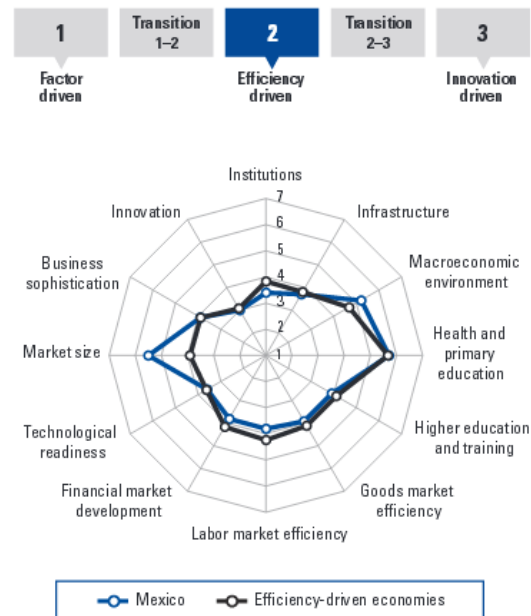 1
Transition
1–2
2
Transition
2–3
3
Factor
driven
Efficiency
driven
Innovation
driven
Institutions
7
6
5
4
3
2
1
Infrastructure
Macroeconomic
environment
Health and
primary
education
Higher education
and training
Goods market
efficiency
Labor market efficiency
Financial market
development
Technological
readiness
Market size
Business
sophistication
Innovation
Mexico
Efficiency-driven economies